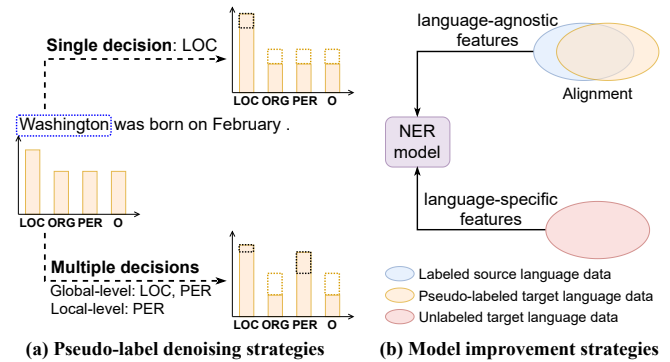 Single decision: LOC
LOC ORG PER O
Washington was born on February .
LOC ORG PER O
Multiple decisions
Global-level: LOC, PER
Local-level: PER
LOC ORG PER O
(a) Pseudo-label denoising strategies
language-agnostic
features
Alignment
NER
model
language-specific
features
Labeled source language data
Pseudo-labeled target language data
Unlabeled target language data
(b) Model improvement strategies